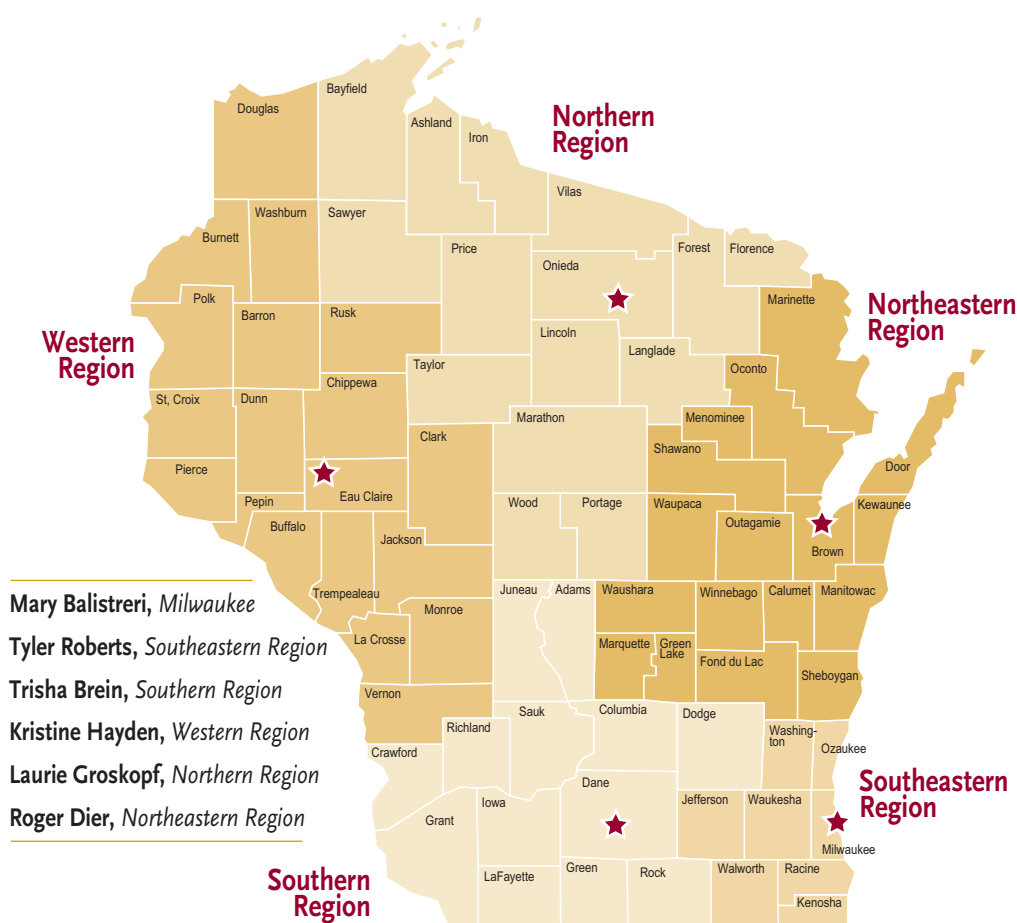 Bayfield
Douglas
Northern
Region
Ashland
Iron
Vilas
Washburn
Sawyer
Burnett
Price
Forest
Florence
Onieda
Polk
Marinette
Northeastern
Region
Barron
Rusk
Western
Region
Lincoln
Langlade
Taylor
Oconto
Chippewa
St, Croix
Dunn
Marathon
Menominee
Clark
Shawano
Pierce
Door
Eau Claire
Pepin
Wood
Portage
Waupaca
Kewaunee
Buffalo
Outagamie
Jackson
Brown
Trempealeau
Juneau
Adams
Waushara
Winnebago
Calumet
Manitowoc
Monroe
La Crosse
Marquette
Green
Lake
Fond du Lac
Sheboygan
Vernon
Richland
Sauk
Columbia
Dodge
Washing-
ton
Ozaukee
Crawford
Southeastern
Region
Dane
Iowa
Jefferson
Waukesha
Grant
Milwaukee
Southern
Region
LaFayette
Green
Rock
Walworth
Racine
Kenosha
Mary Balistreri, Milwaukee
Tyler Roberts, Southeastern Region
Trisha Brein, Southern Region
Kristine Hayden, Western Region
Laurie Groskopf, Northern Region
Roger Dier, Northeastern Region